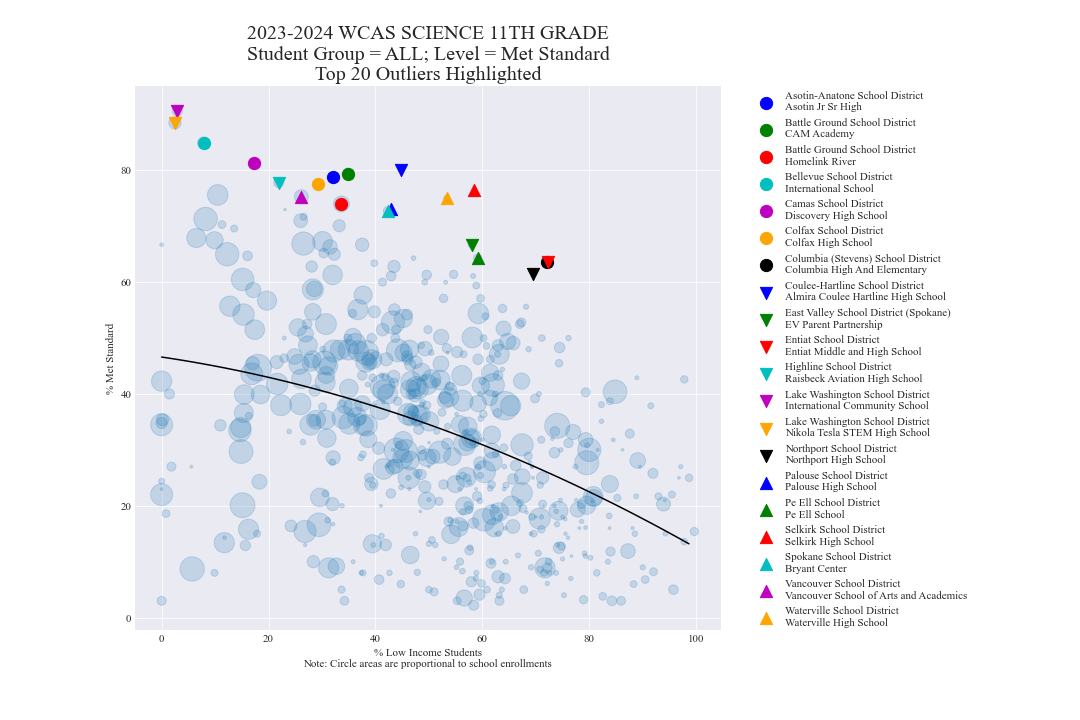 2023-2024 WCAS SCIENCE 11TH GRADE
Student Group = ALL; Level = Met Standard
Top 20 Outliers Highlighted
% Met Standard
80
60
40
20
0
0 20 40 60 80 100
% Low Income Students
Note: Circle areas are proportional to school enrollments
Asotin-Anatone School District
Asotin Jr Sr High
Battle Ground School District
CAM Academy
Battle Ground School District
Homelink River
Bellevue School District
International School
Camas School District
Discovery High School
Colfax School District
Colfax High School
Columbia (Stevens) School District
Columbia High And Elementary
Coulee-Hartline School District
Almira Coulee Hartline High School
East Valley School District (Spokane)
EV Parent Partnership
Entiat School District
Entiat Middle and High School
Highline School District
Raisbeck Aviation High School
Lake Washington School District
International Community School
Lake Washington School District
Nikola Tesla STEM High School
Northport School District
Northport High School
Palouse School District
Palouse High School
Pe Ell School District
Pe Ell School
Selkirk School District
Selkirk High School
Spokane School District
Bryant Center
Vancouver School District
Vancouver School of Arts and Academics
Waterville School District
Waterville High School